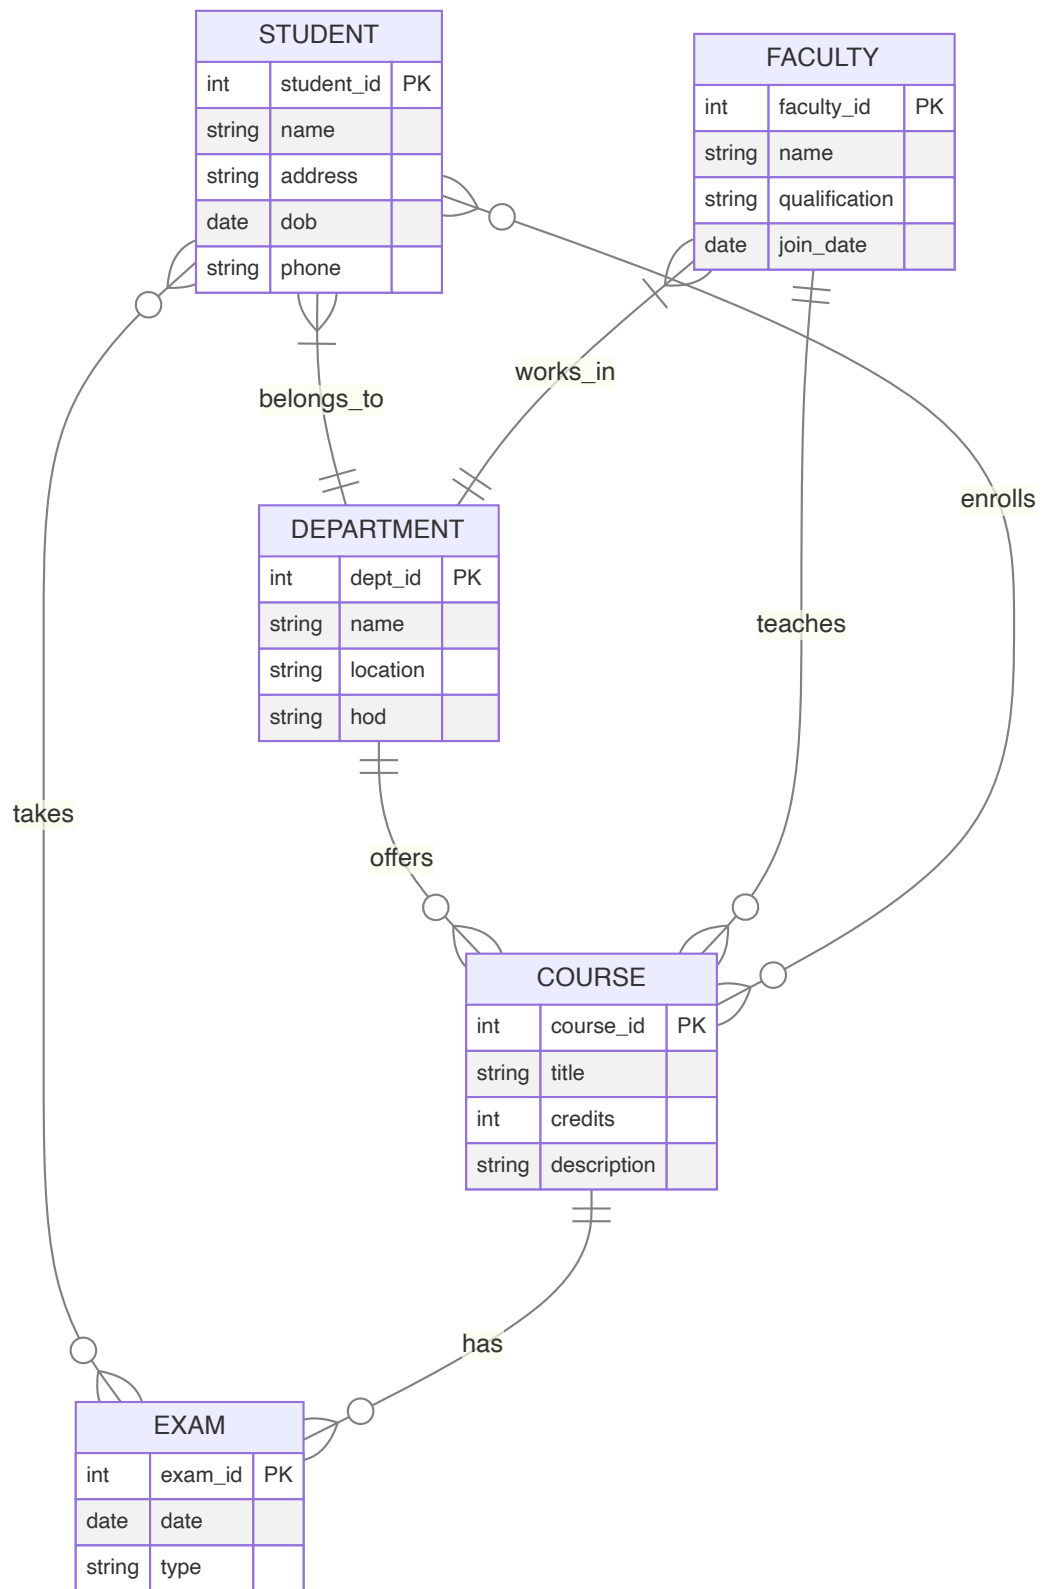 STUDENT
int student_id PK
string name
string address
date dob
string phone
FACULTY
int faculty_id PK
string name
string qualification
date join_date
belongs_to
works_in
enrolls
DEPARTMENT
int dept_id PK
string name
string location
string hod
teaches
takes
offers
COURSE
int course_id PK
string title
int credits
string description
has
EXAM
int exam_id PK
date date
string type